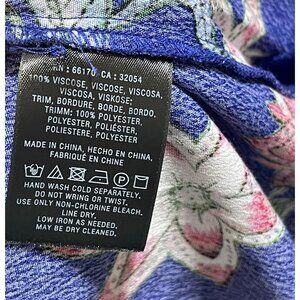 RN : 66170 CA : 32054
100% VISCOSE, VISCOSE, VISCOSA,
VISCOSA, VISKOSE;
TRIM, BORDURE, BORDE, BORDO,
TRIMM: 100% POLYESTER,
POLYESTER, POLIÉSTER,
POLIESTERE, POLYESTER;
MADE IN CHINA, HECHO EN CHINA,
FABRIQUÉ EN CHINE
HAND WASH COLD SEPARATELY.
DO NOT WRING OR TWIST.
USE ONLY NON-CHLORINE BLEACH.
LINE DRY.
LOW IRON AS NEEDED.
MAY BE DRY CLEANED.